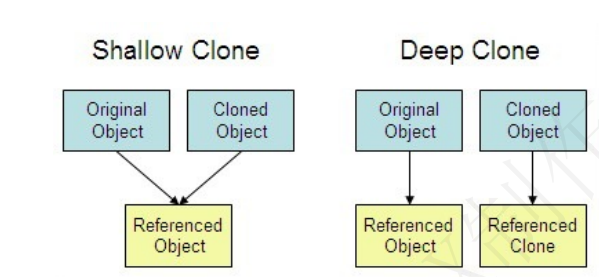 Shallow Clone
Deep Clone
Original
Object
Cloned
Object
Original
Object
Cloned
Object
Referenced
Object
Referenced
Object
Referenced
Clone